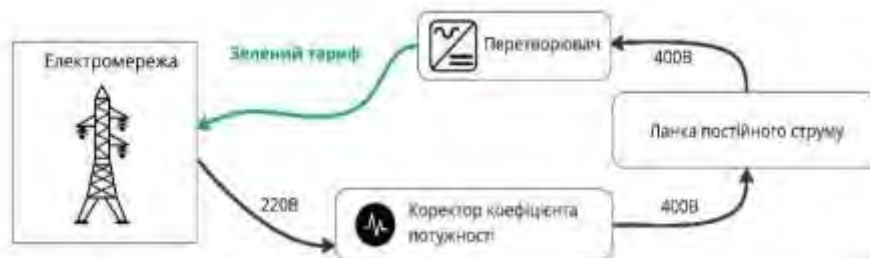 Електромережа
Зелений тариф
Перетворювач
400В
Ланка постійного струму
220В
Коректор коефіцієнта
потужності
400В